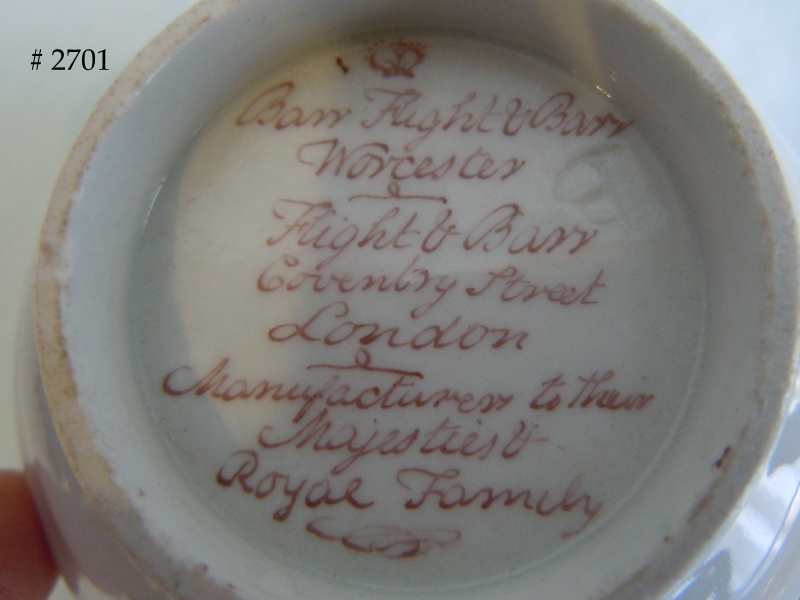 # 2701
Barr Flight & Barr
Worcester
Flight & Barr
Coventry Street
London
Manufacturers to their
Majesties &
Royal Family